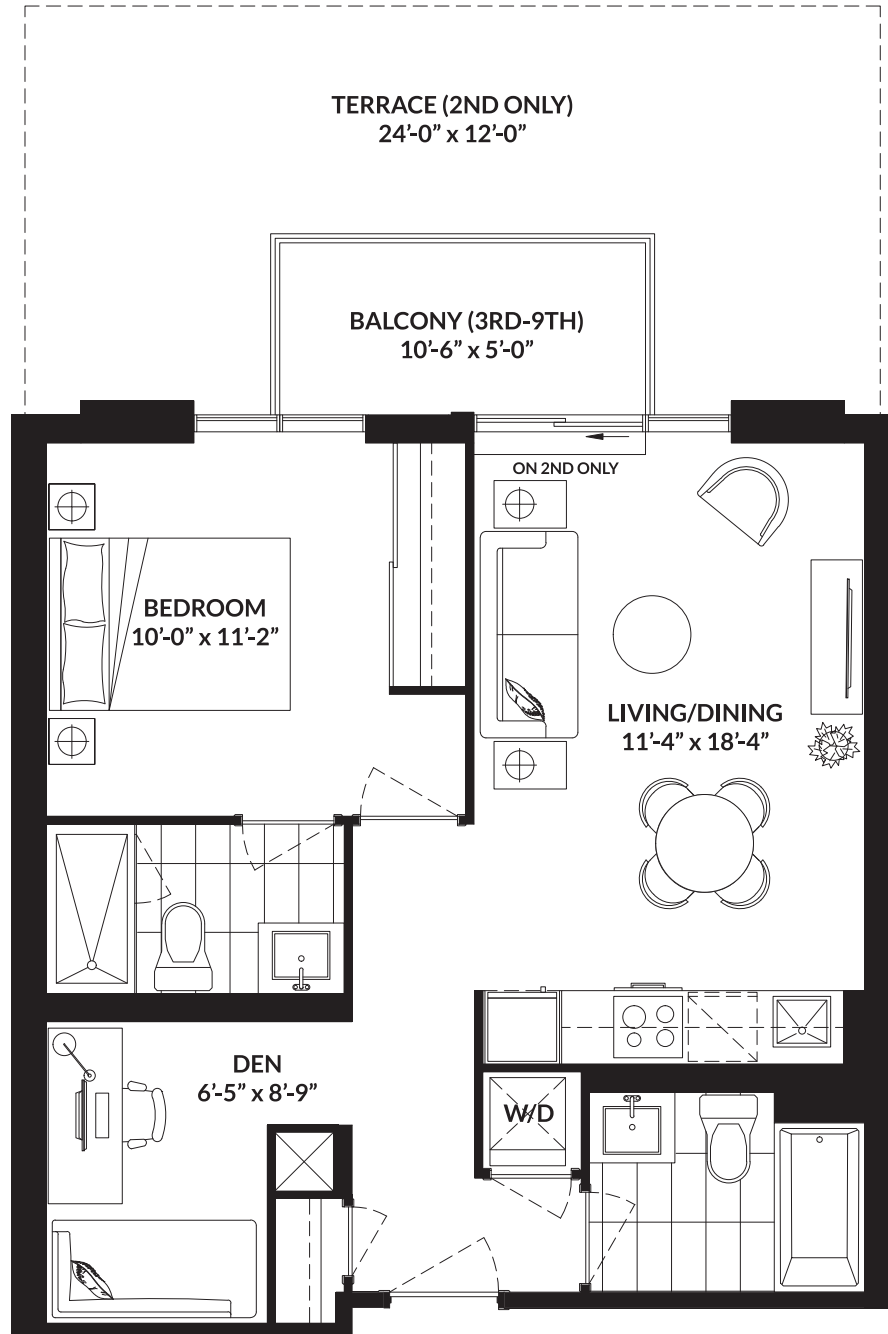 TERRACE (2ND ONLY)
24’-0” x 12’-0”
BALCONY (3RD-9TH)
10’-6” x 5’-0”
ON 2ND ONLY
BEDROOM
10’-0” x 11’-2”
LIVING/DINING
11’-4” x 18’-4”
DEN
6’-5” x 8’-9”
W/D